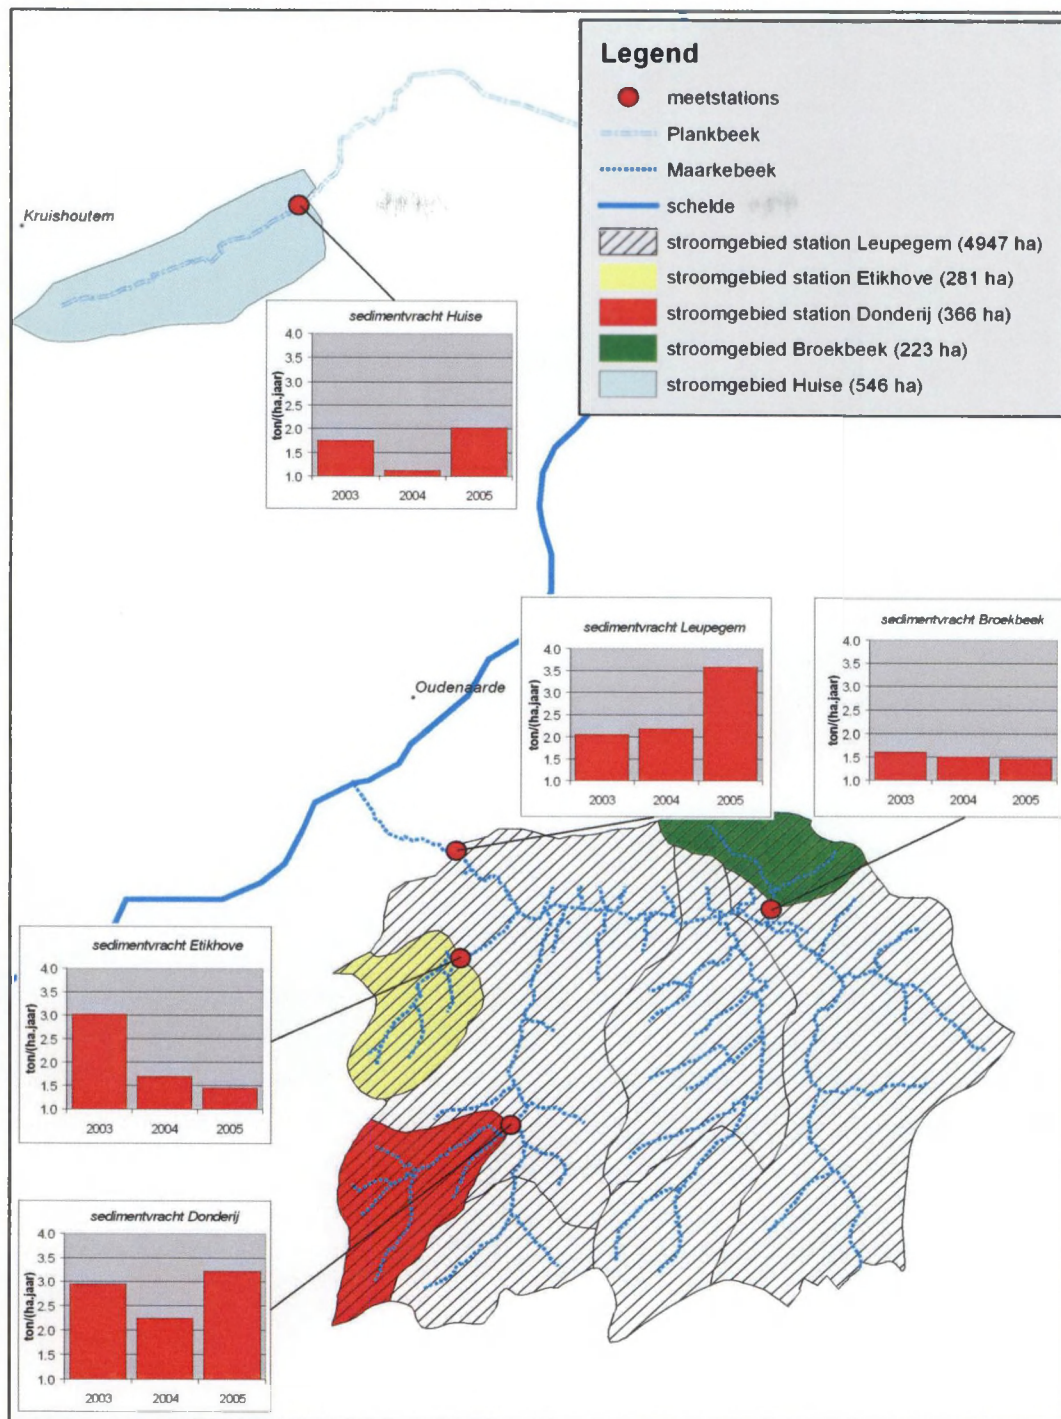 Legend
meetstations
Plankbeek
Maarkebeek
schelde
stroomgebied station Leupegem (4947 ha)
stroomgebied station Etikhove (281 ha)
stroomgebied station Donderij (366 ha)
stroomgebied Broekbeek (223 ha)
stroomgebied Huise (546 ha)
Kruishoutem
sedimentvracht Huise
ton/(ha.jaar)
4.0
3.5
3.0
2.5
2.0
1.5
1.0
2003 2004 2005
Oudenaarde
sedimentvracht Leupegem
ton/(ha.jaar)
4.0
3.5
3.0
2.5
2.0
1.5
1.0
2003 2004 2005
sedimentvracht Broekbeek
ton/(ha.jaar)
4.0
3.5
3.0
2.5
2.0
1.5
1.0
2003 2004 2005
sedimentvracht Etikhove
ton/(ha.jaar)
4.0
3.5
3.0
2.5
2.0
1.5
1.0
2003 2004 2005
sedimentvracht Donderij
ton/(ha.jaar)
4.0
3.5
3.0
2.5
2.0
1.5
1.0
2003 2004 2005